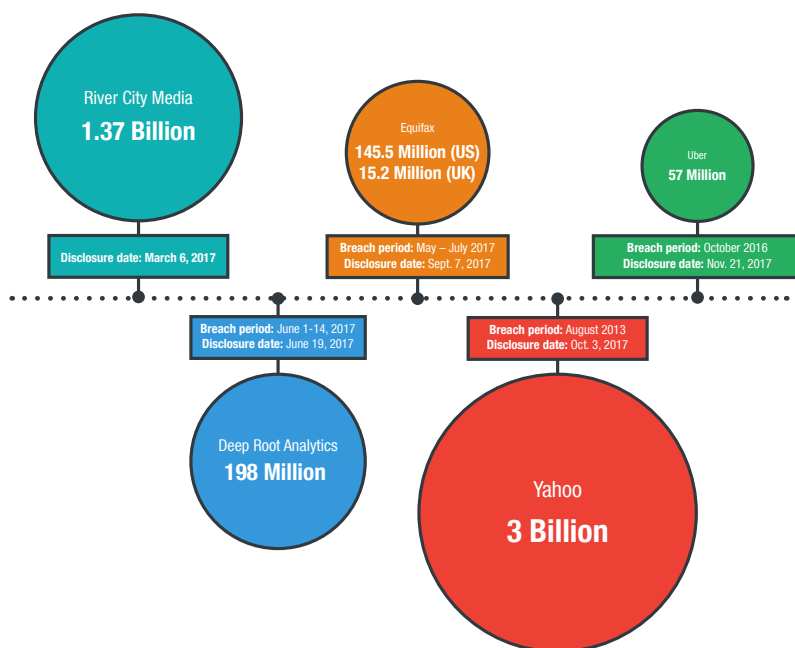 River City Media
1.37 Billion
Disclosure date: March 6, 2017
Breach period: June 1-14, 2017
Disclosure date: June 19, 2017
Deep Root Analytics
198 Million
Equifax
145.5 Million (US)
15.2 Million (UK)
Breach period: May – July 2017
Disclosure date: Sept. 7, 2017
Breach period: August 2013
Disclosure date: Oct. 3, 2017
Yahoo
3 Billion
Uber
57 Million
Breach period: October 2016
Disclosure date: Nov. 21, 2017